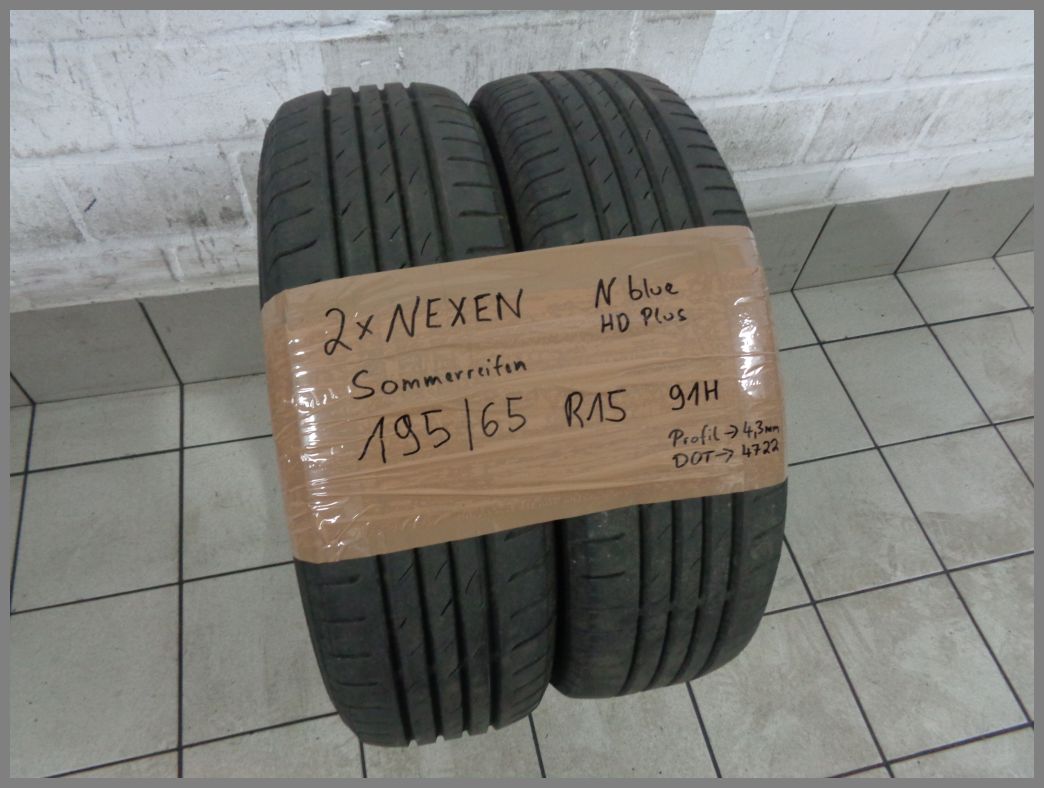 2x NEXEN
N blue
HD Plus
Sommerreifen
195/65 R15 91H
Profil → 4,3mm
DOT → 4722